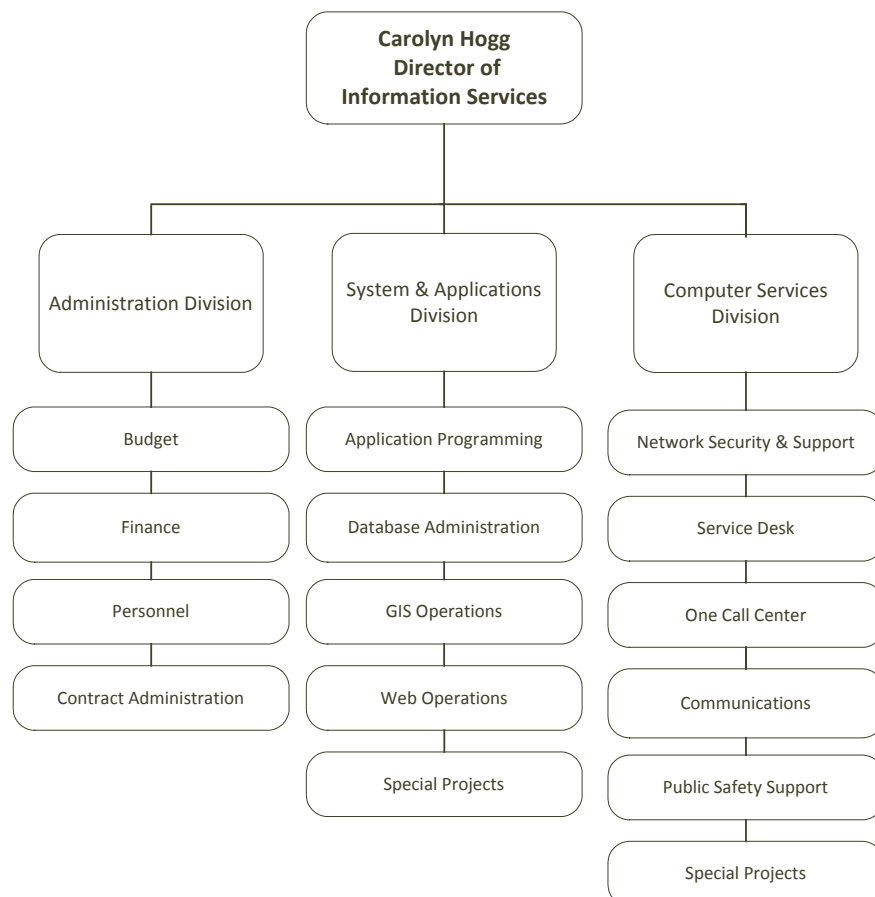 Carolyn Hogg
Director of
Information Services
Administration Division
Budget
Finance
Personnel
Contract Administration
System & Applications
Division
Application Programming
Database Administration
GIS Operations
Web Operations
Special Projects
Computer Services
Division
Network Security & Support
Service Desk
One Call Center
Communications
Public Safety Support
Special Projects